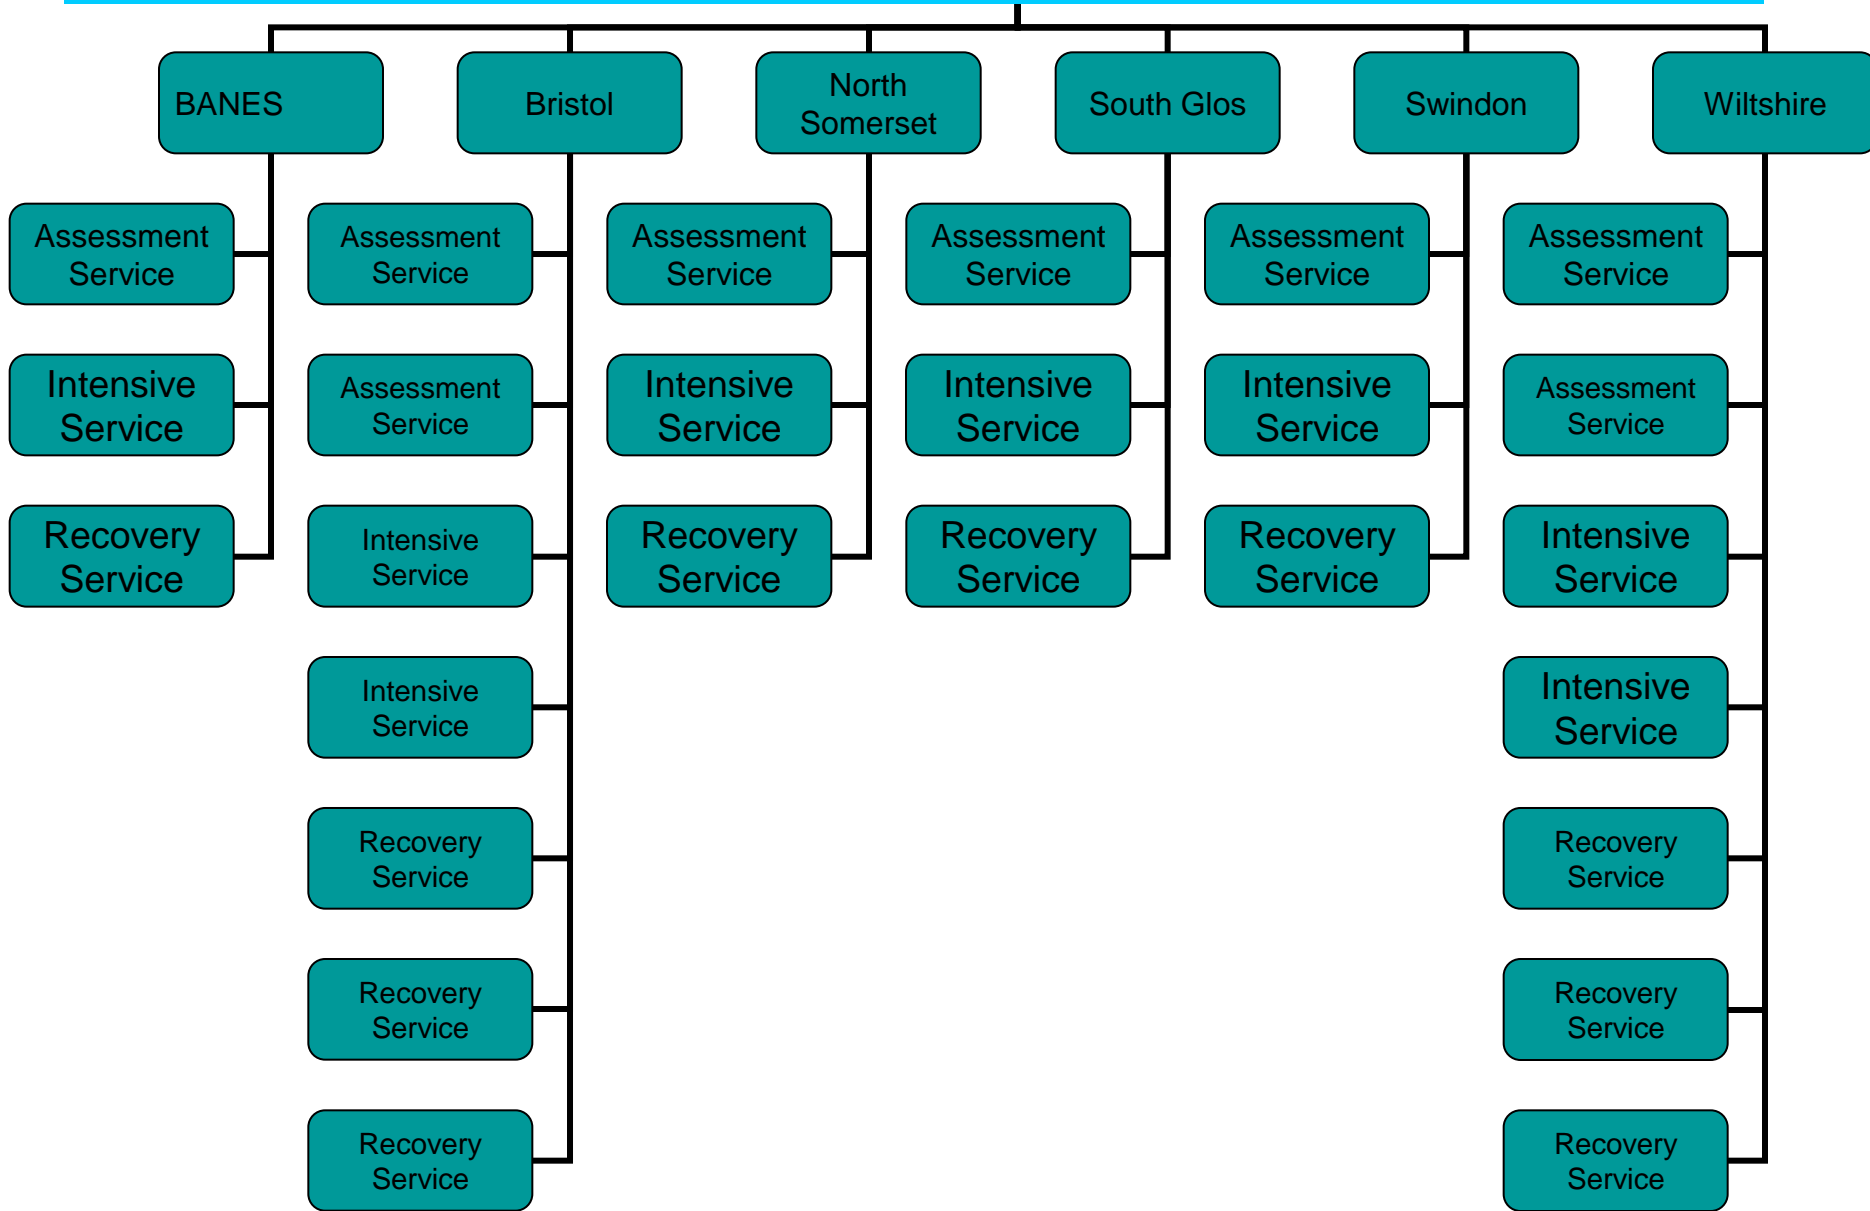 BANES
Bristol
North
Somerset
South Glos
Swindon
Wiltshire
Assessment
Service
Assessment
Service
Assessment
Service
Assessment
Service
Assessment
Service
Assessment
Service
Intensive
Service
Assessment
Service
Intensive
Service
Intensive
Service
Intensive
Service
Assessment
Service
Recovery
Service
Intensive
Service
Recovery
Service
Recovery
Service
Recovery
Service
Intensive
Service
Intensive
Service
Intensive
Service
Recovery
Service
Recovery
Service
Recovery
Service
Recovery
Service
Recovery
Service
Recovery
Service